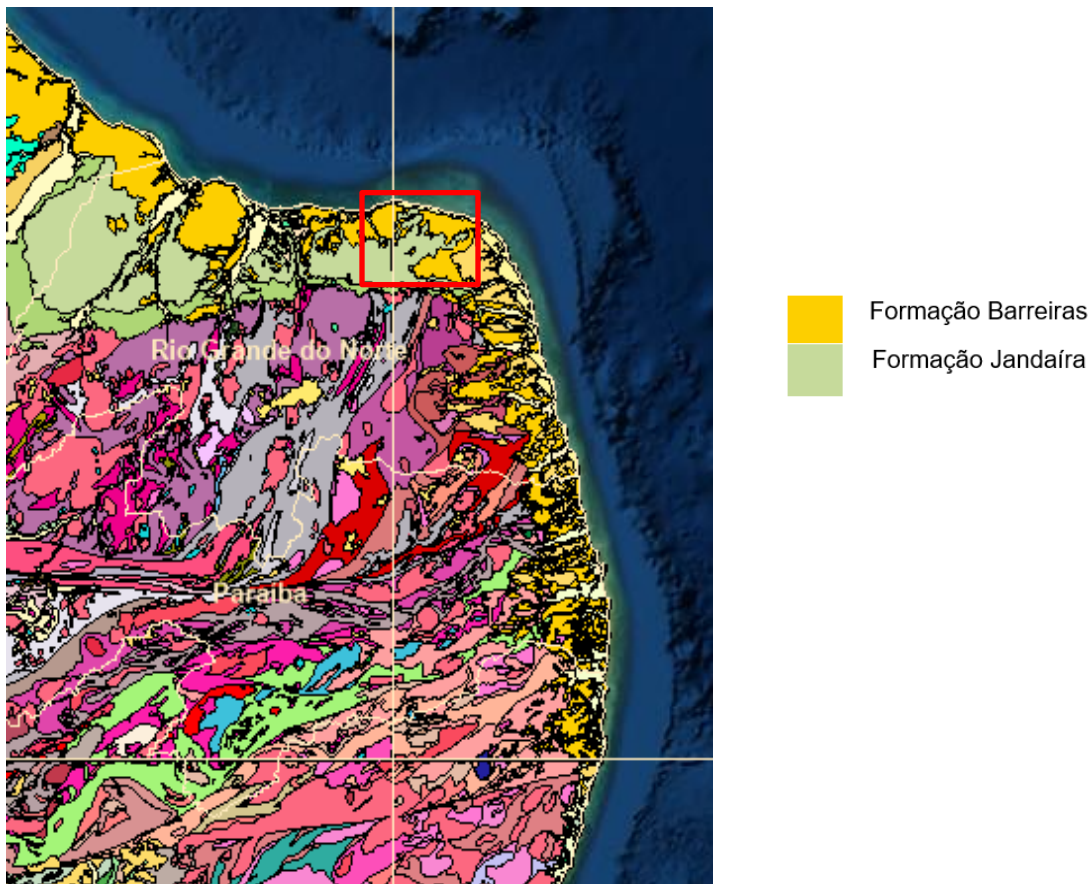 Rio Grande do Norte
Paraíba
Formação Barreiras
Formação Jandaíra